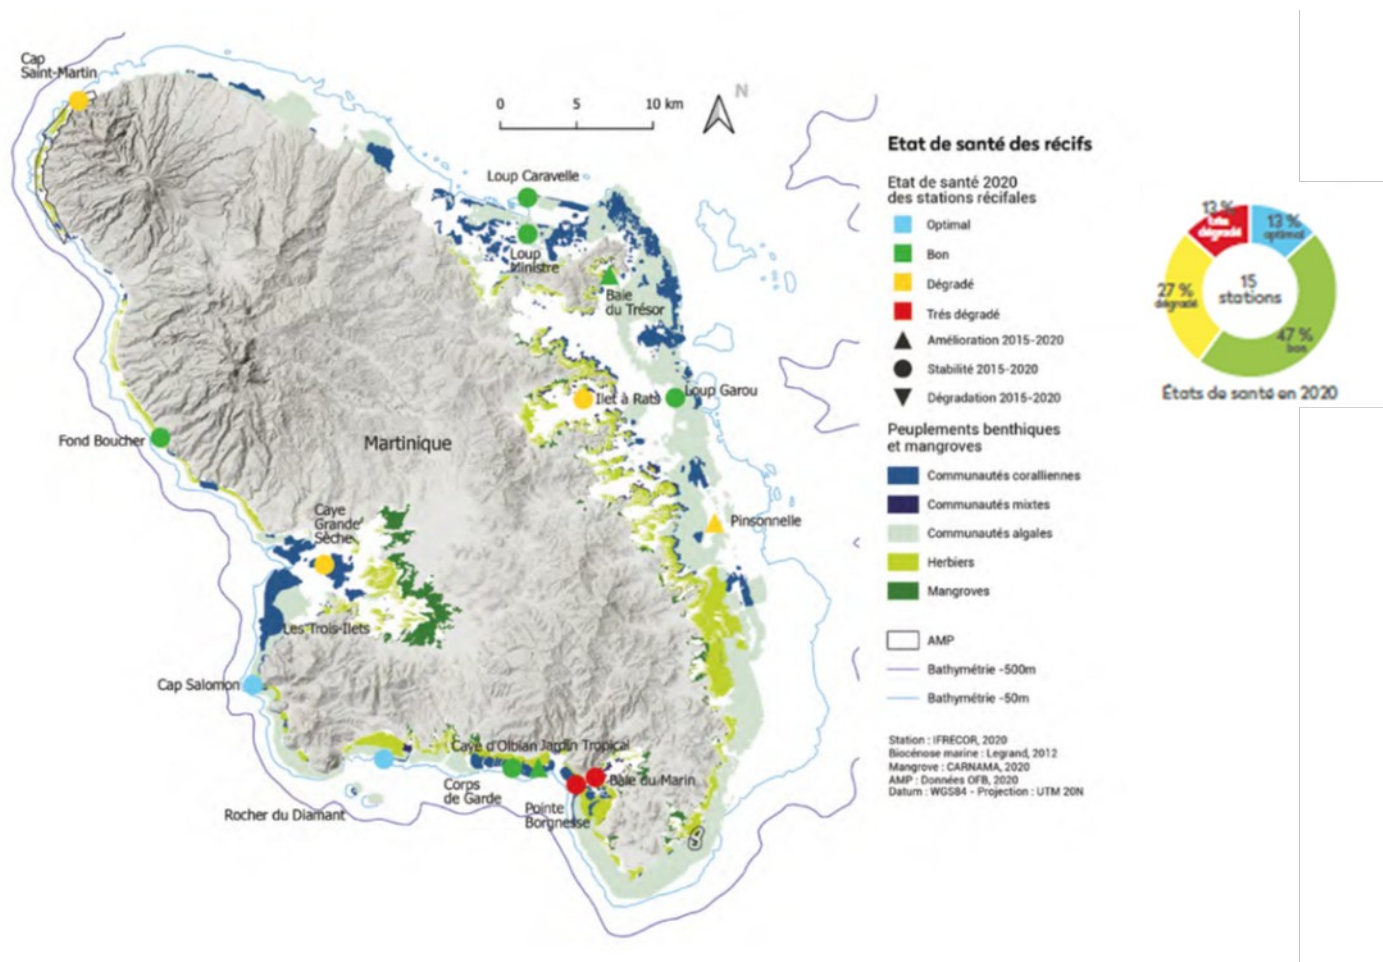 Cap
Saint-Martin
0 5 10 km
N
Loup Caravelle
Loup
Ministre
Baie
du Trésor
Ilet à Rats
Loup Garou
Fond Boucher
Martinique
Caye
Grande
Sèche
Pinsonnelle
Les Trois-Ilets
Cap Salomon
Caye d'Olbian
Jardin Tropical
Corps
de Garde
Baie du Marin
Pointe
Borgnesse
Rocher du Diamant
Etat de santé des récifs
Etat de santé 2020
des stations récifales
Optimal
Bon
Dégradé
Trés dégradé
Amélioration 2015-2020
Stabilité 2015-2020
Dégradation 2015-2020
Peuplements benthiques
et mangroves
Communautés coralliennes
Communautés mixtes
Communautés algales
Herbiers
Mangroves
AMP
Bathymétrie -500m
Bathymétrie -50m
Station : IFRECOR, 2020
Biocénose marine : Legrand, 2012
Mangrove : CARNAMA, 2020
AMP : Données OFB, 2020
Datum : WGS84 - Projection : UTM 20N
13 %
très
dégradé
13 %
optimal
27 %
dégradé
15
stations
47 %
bon
États de santé en 2020